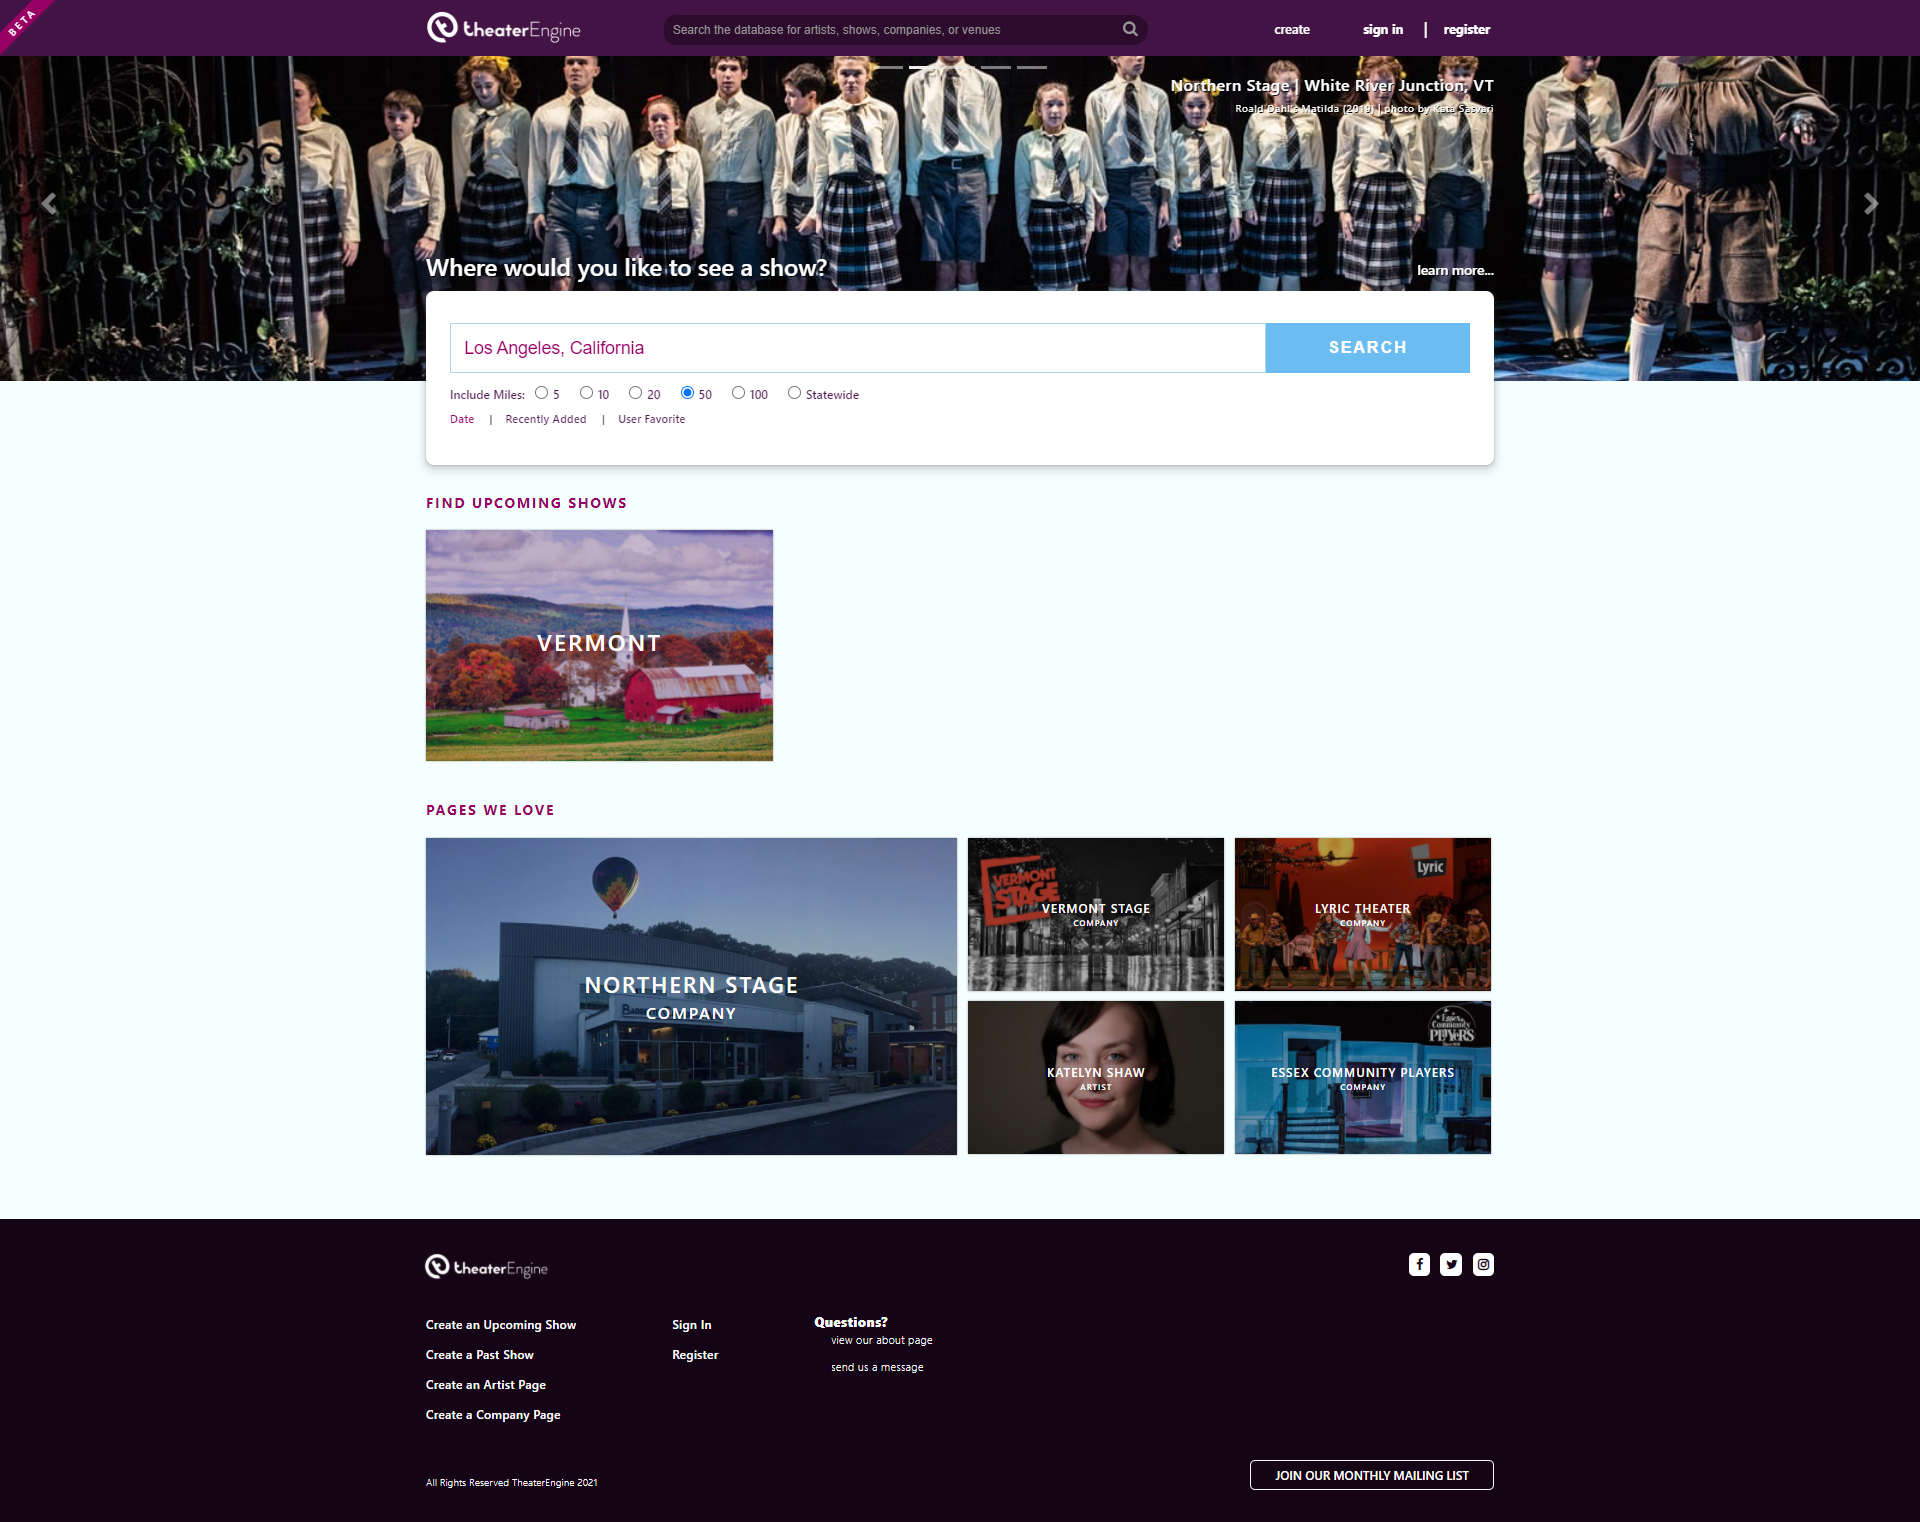 BETA
theaterEngine
Search the database for artists, shows, companies, or venues
create
sign in | register
Northern Stage | White River Junction, VT
Roald Dahl's Matilda (2019) | photo by Kata Sasvari
Where would you like to see a show?
learn more...
Los Angeles, California
SEARCH
Include Miles: 5 10 20 50 100 Statewide
Date | Recently Added | User Favorite
FIND UPCOMING SHOWS
VERMONT
PAGES WE LOVE
NORTHERN STAGE
COMPANY
VERMONT STAGE
VERMONT STAGE
COMPANY
Lyric
LYRIC THEATER
COMPANY
KATELYN SHAW
ARTIST
Essex
Community
PLAYERS
ESSEX COMMUNITY PLAYERS
COMPANY
theaterEngine
Create an Upcoming Show
Create a Past Show
Create an Artist Page
Create a Company Page
Sign In
Register
Questions?
view our about page
send us a message
All Rights Reserved TheaterEngine 2021
JOIN OUR MONTHLY MAILING LIST